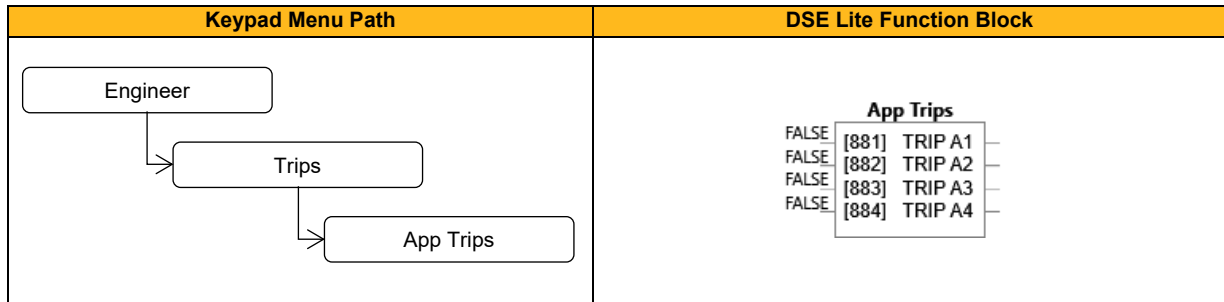 Keypad Menu Path
DSE Lite Function Block
Engineer
Trips
App Trips
App Trips
FALSE [881] TRIP A1
FALSE [882] TRIP A2
FALSE [883] TRIP A3
FALSE [884] TRIP A4